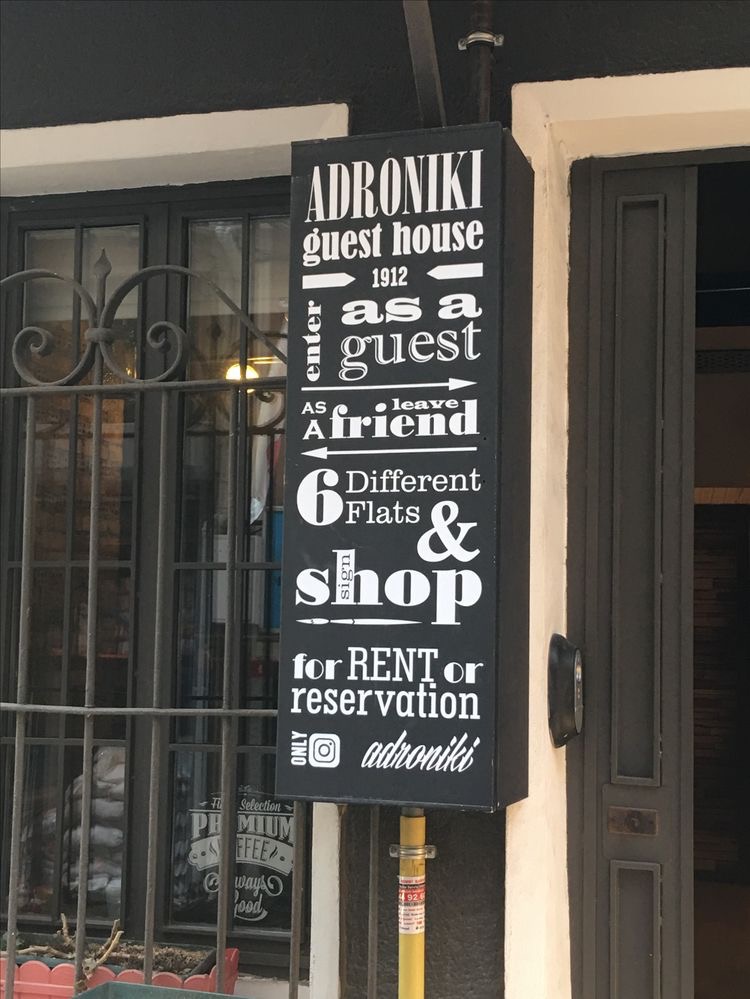 ADRONIKI
guest house
1912
enter as a
guest
AS leave
A friend
6 Different
Flats &
sign
shop
for RENT or
reservation
ONLY adroniki
Selection
PREMIUM
COFFEE
Always
Good